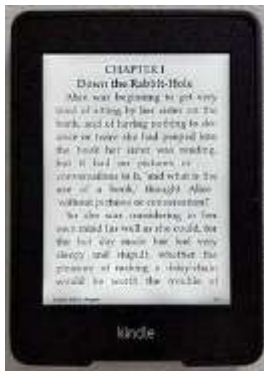 CHAPTER I
Down the Rabbit-Hole
Alice was beginning to get very
tired of sitting by her sister on the
bank, and of having nothing to do:
once or twice she had peeped into
the book her sister was reading,
but it had no pictures or
conversations in it, 'and what is the
use of a book,' thought Alice
'without pictures or conversation?'
So she was considering in her
own mind (as well as she could, for
the hot day made her feel very
sleepy and stupid), whether the
pleasure of making a daisy-chain
would be worth the trouble of
kindle